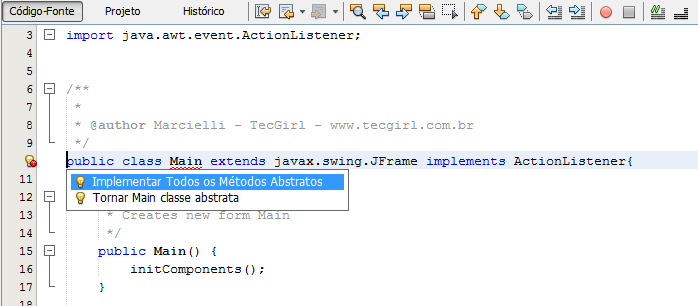 Código-Fonte Projeto Histórico
3 import java.awt.event.ActionListener;
4
5
6 /**
7 *
8 * @author Marcielli - TecGirl - www.tecgirl.com.br
9 */
public class Main extends javax.swing.JFrame implements ActionListener{
11 Implementar Todos os Métodos Abstratos
12 Tornar Main classe abstrata
13 * Creates new form Main
14 */
15 public Main() {
16 initComponents();
17 }
18